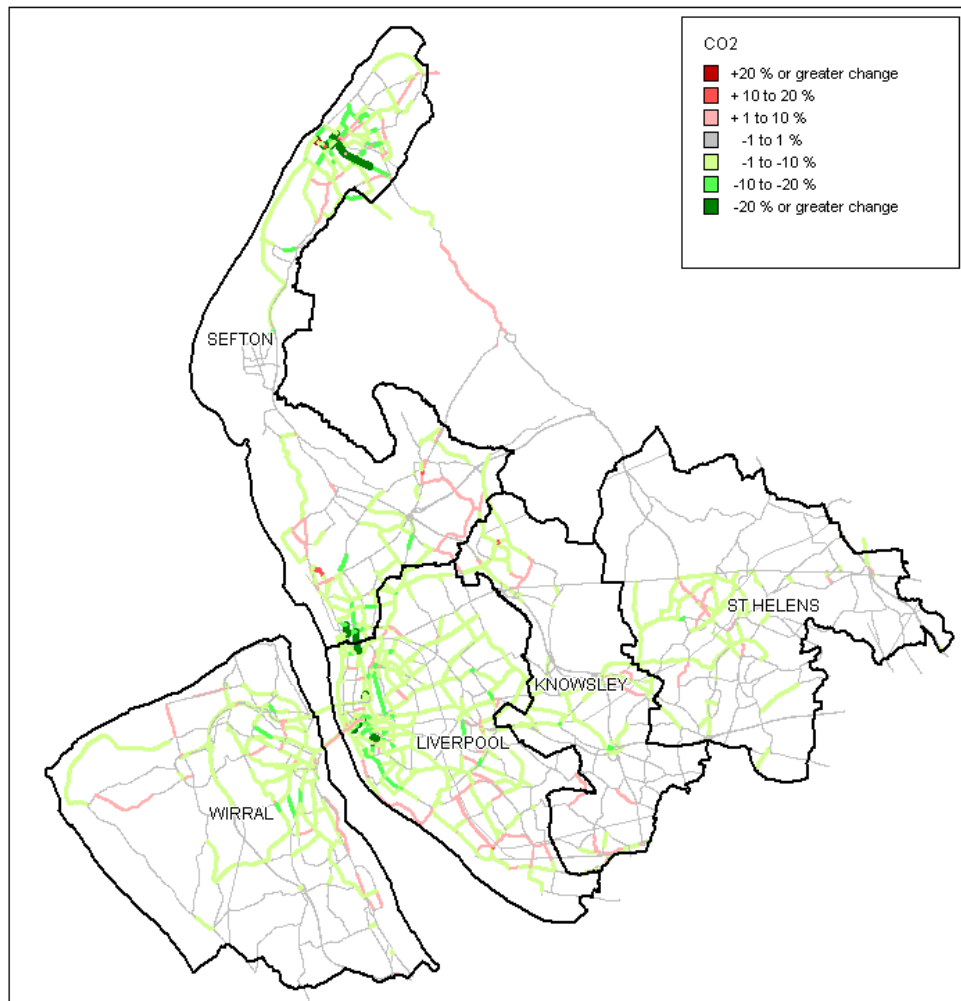 CO2
+20 % or greater change
+ 10 to 20 %
+ 1 to 10 %
-1 to 1 %
-1 to -10 %
-10 to -20 %
-20 % or greater change
SEFTON
ST HELENS
KNOWSLEY
LIVERPOOL
WIRRAL